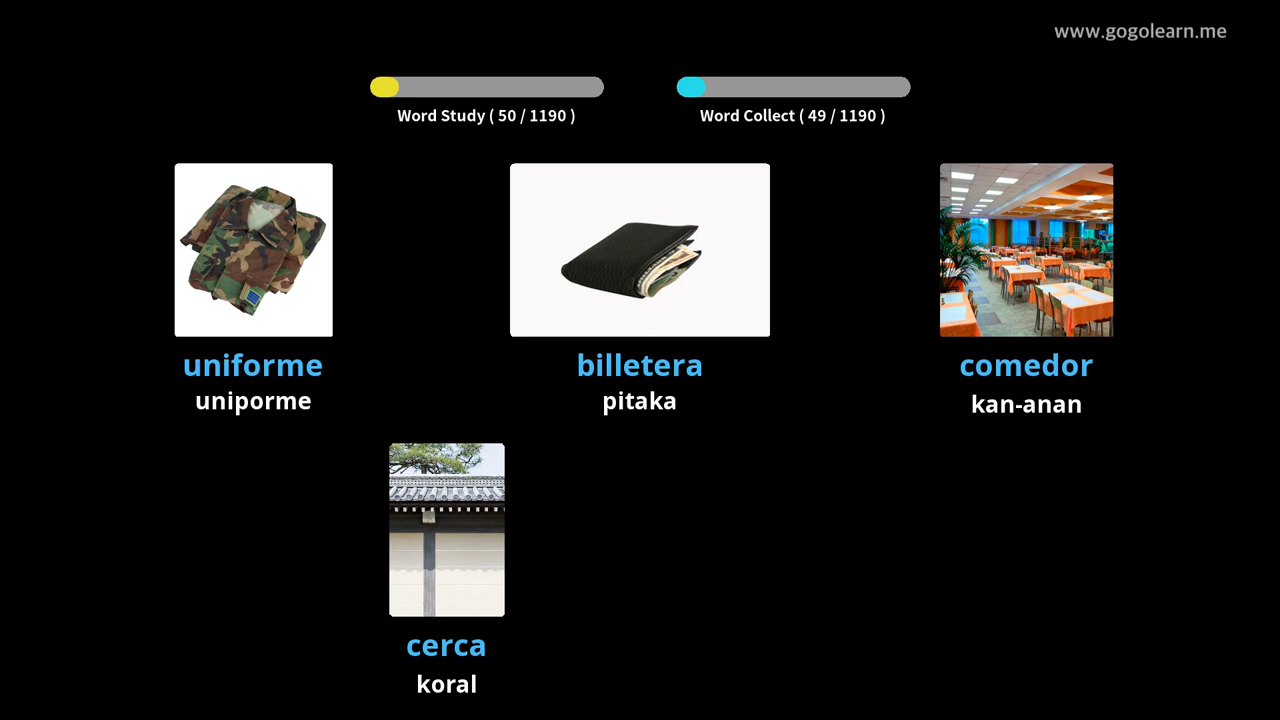 www.gogolearn.me
Word Study ( 50 / 1190 )
Word Collect ( 49 / 1190 )
uniforme
uniporme
billetera
pitaka
comedor
kan-anan
cerca
koral